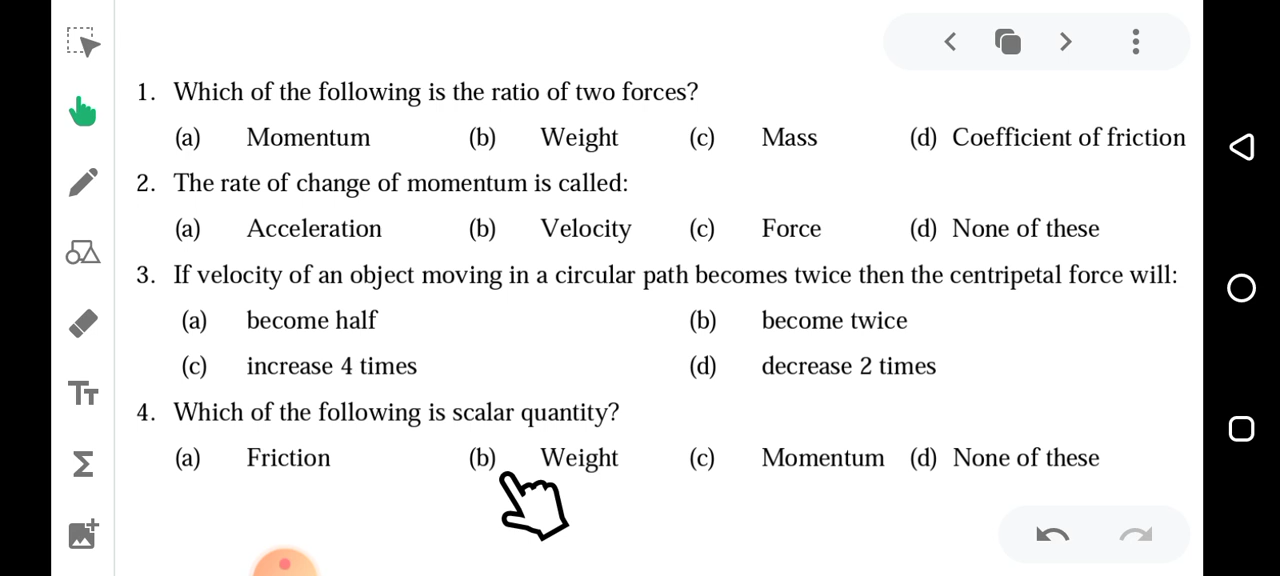 1. Which of the following is the ratio of two forces?
(a) Momentum (b) Weight (c) Mass (d) Coefficient of friction
2. The rate of change of momentum is called:
(a) Acceleration (b) Velocity (c) Force (d) None of these
3. If velocity of an object moving in a circular path becomes twice then the centripetal force will:
(a) become half (b) become twice
(c) increase 4 times (d) decrease 2 times
4. Which of the following is scalar quantity?
(a) Friction (b) Weight (c) Momentum (d) None of these
TT
Σ